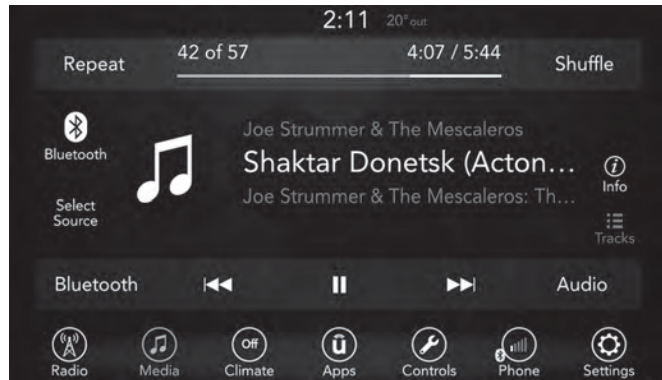 2:11 20° out
Repeat 42 of 57 4:07 / 5:44 Shuffle
Bluetooth
Joe Strummer & The Mescaleros
Shaktar Donetsk (Acton...
Joe Strummer & The Mescaleros: Th...
Info
Select
Source
Tracks
Bluetooth Audio
Off
û
Radio Media Climate Apps Controls Phone Settings